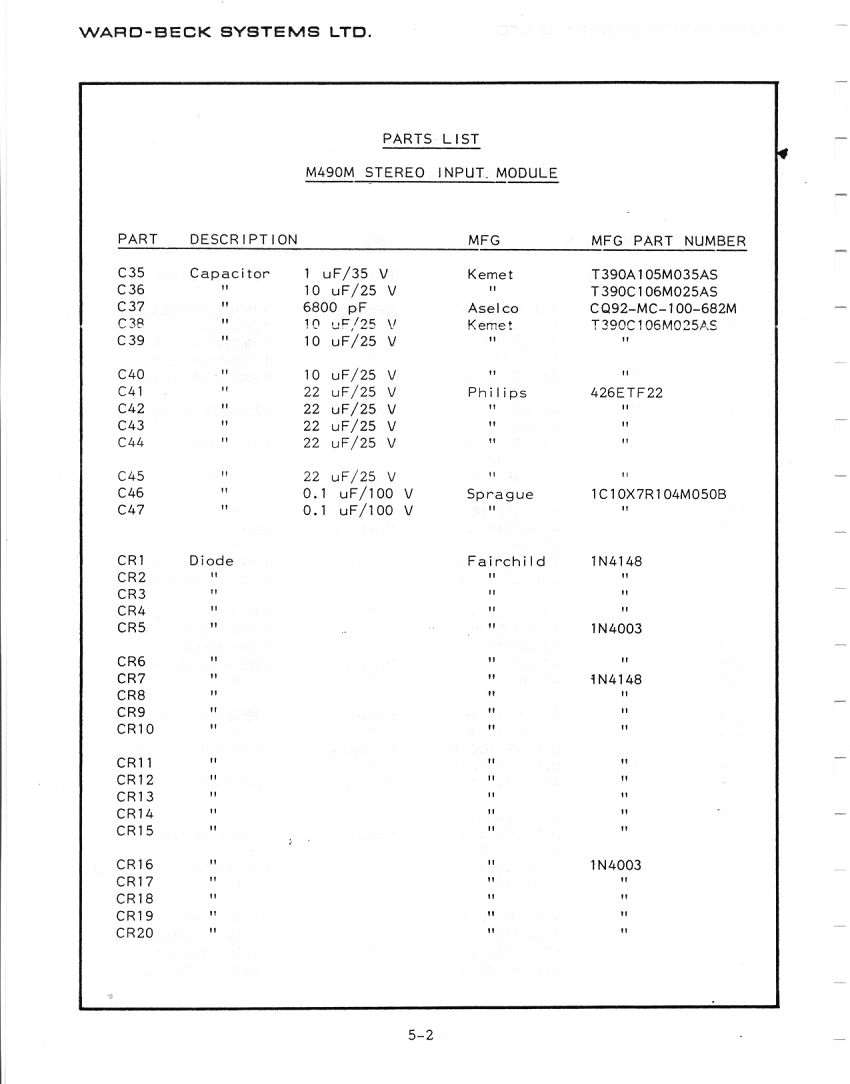 WARD-BECK SYSTEMS LTD.
PARTS LIST
M490M STEREO INPUT. MODULE
PART DESCRIPTION MFG MFG PART NUMBER
C35 Capacitor 1 uF/35 V Kemet T390A105M035AS
C36 " 10 uF/25 V " T390C106M025AS
C37 " 6800 pF Aselco CQ92-MC-100-682M
C38 " 10 uF/25 V Kemet T390C106M025AS
C39 " 10 uF/25 V " "
C40 " 10 uF/25 V " "
C41 " 22 uF/25 V Philips 426ETF22
C42 " 22 uF/25 V " "
C43 " 22 uF/25 V " "
C44 " 22 uF/25 V " "
C45 " 22 uF/25 V " "
C46 " 0.1 uF/100 V Sprague 1C10X7R104M050B
C47 " 0.1 uF/100 V " "
CR1 Diode Fairchild 1N4148
CR2 " " "
CR3 " " "
CR4 " " "
CR5 " " 1N4003
CR6 " " "
CR7 " " 1N4148
CR8 " " "
CR9 " " "
CR10 " " "
CR11 " " "
CR12 " " "
CR13 " " "
CR14 " " "
CR15 " " "
CR16 " " 1N4003
CR17 " " "
CR18 " " "
CR19 " " "
CR20 " " "
5-2